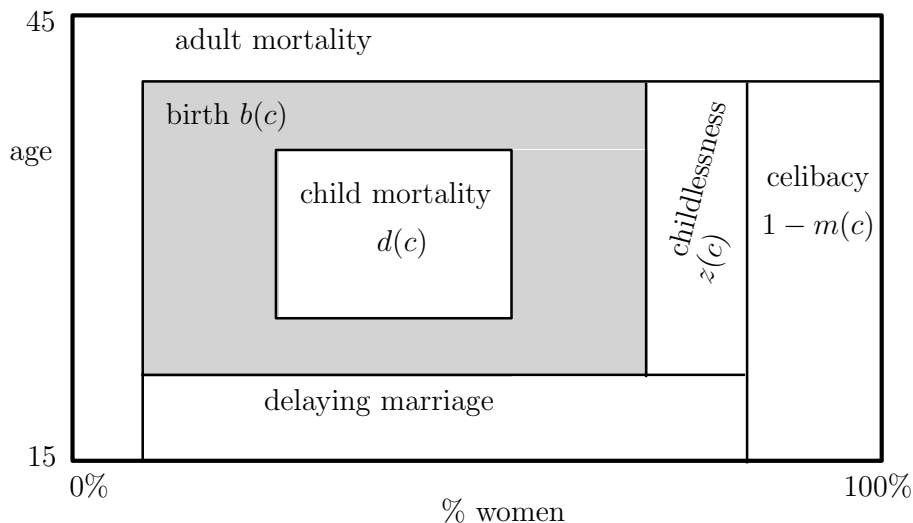 45
adult mortality
birth b(c)
age
child mortality
d(c)
childlessness
z(c)
celibacy
1 − m(c)
delaying marriage
15
0%
100%
% women